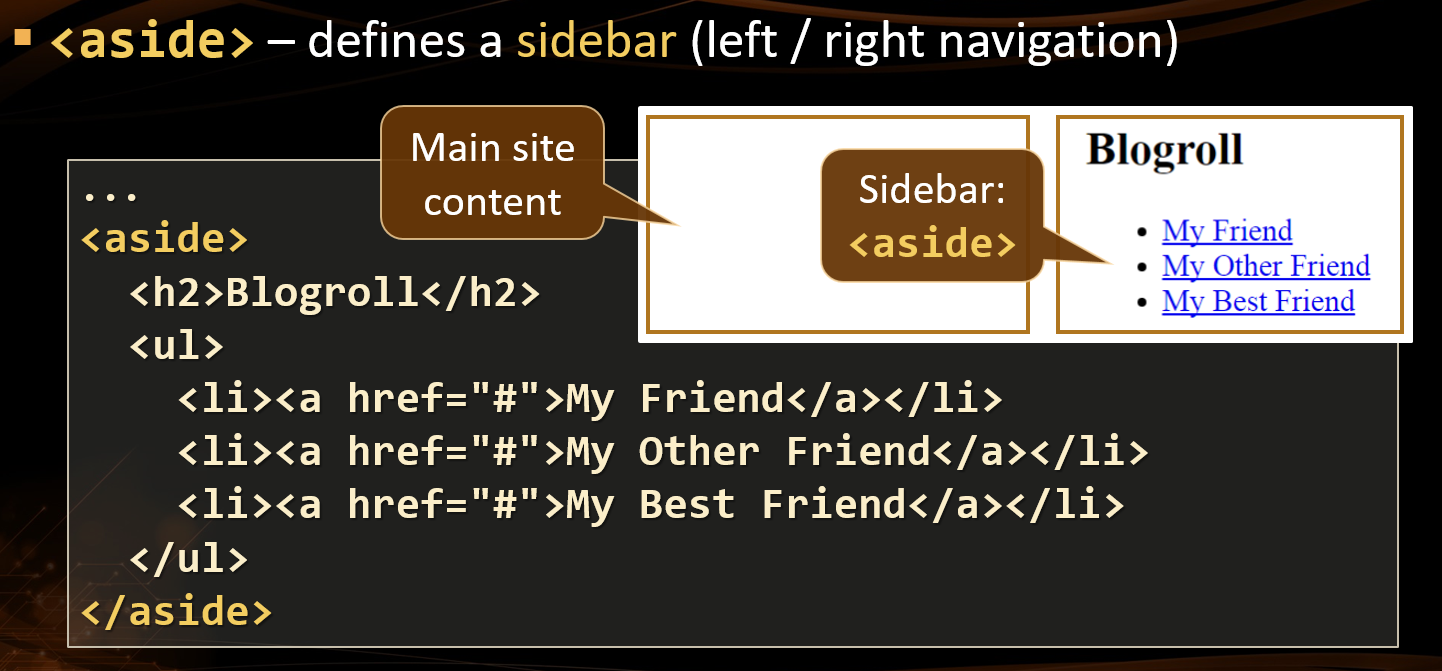 <aside> – defines a sidebar (left / right navigation)
Main site
content
Sidebar:
<aside>
Blogroll
My Friend
My Other Friend
My Best Friend
...
<aside>
<h2>Blogroll</h2>
<ul>
<li><a href="#">My Friend</a></li>
<li><a href="#">My Other Friend</a></li>
<li><a href="#">My Best Friend</a></li>
</ul>
</aside>